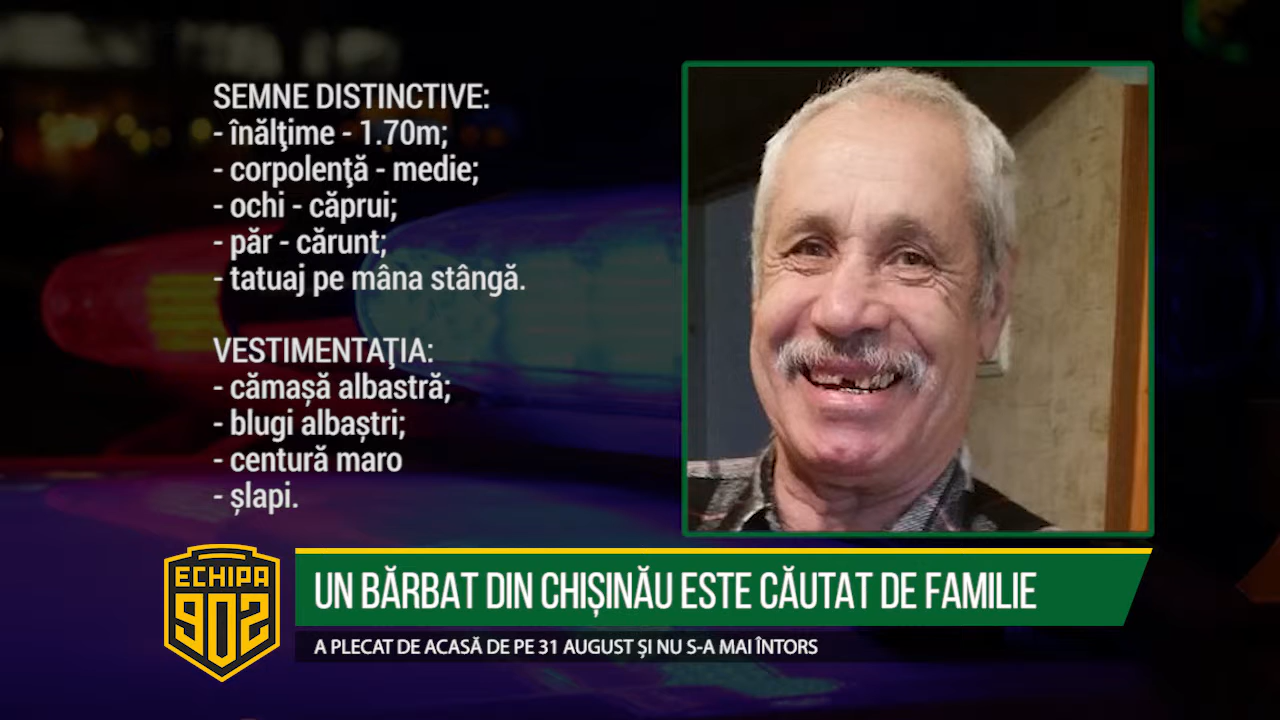 SEMNE DISTINCTIVE:
- înălţime - 1.70m;
- corpolenţă - medie;
- ochi - căprui;
- păr - cărunt;
- tatuaj pe mâna stângă.
VESTIMENTAŢIA:
- cămașă albastră;
- blugi albaștri;
- centură maro
- șlapi.
ECHIPA
902
UN BĂRBAT DIN CHIȘINĂU ESTE CĂUTAT DE FAMILIE
A PLECAT DE ACASĂ DE PE 31 AUGUST ȘI NU S-A MAI ÎNTORS